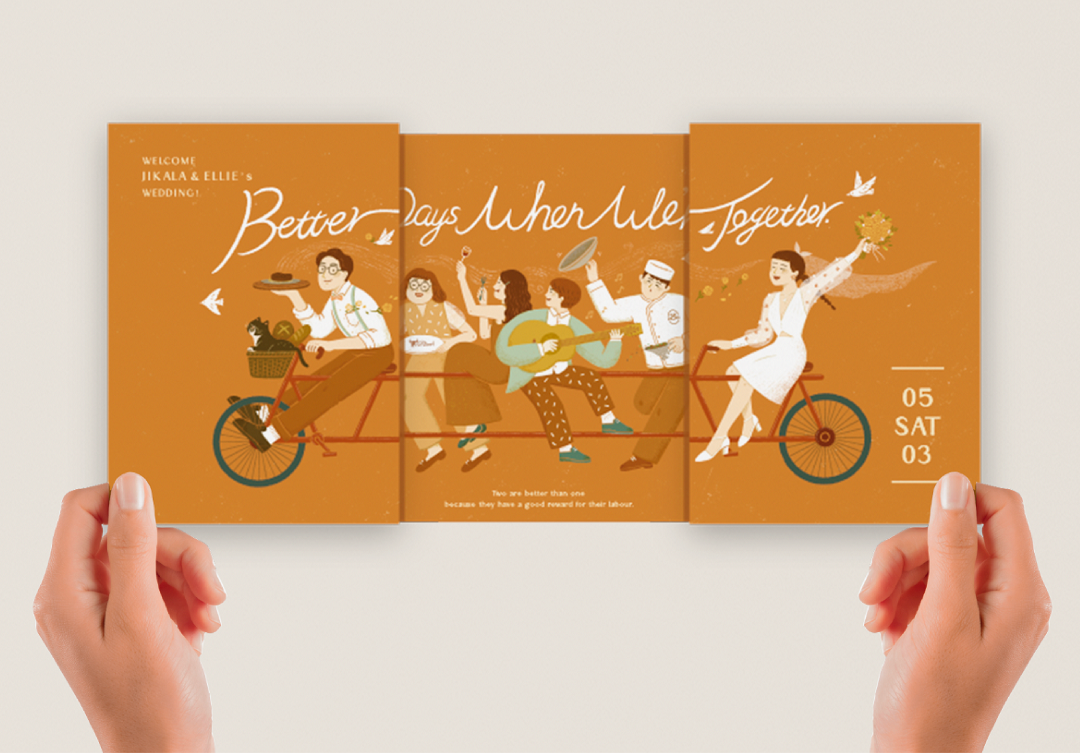 WELCOME
JIKALA & ELLIE's
WEDDING!
Better Days When We're Together.
05
SAT
03
Two are better than one
because they have a good reward for their labour.